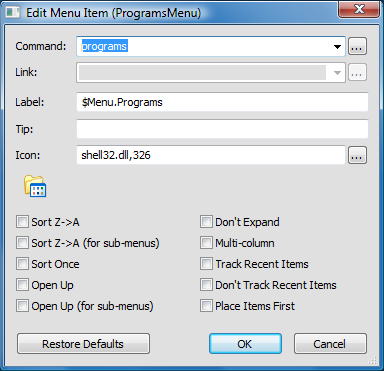 Edit Menu Item (ProgramsMenu)
Command: programs ...
Link: ...
Label: $Menu.Programs
Tip:
Icon: shell32.dll,326 ...
Sort Z->A Don't Expand
Sort Z->A (for sub-menus) Multi-column
Sort Once Track Recent Items
Open Up Don't Track Recent Items
Open Up (for sub-menus) Place Items First
Restore Defaults OK Cancel